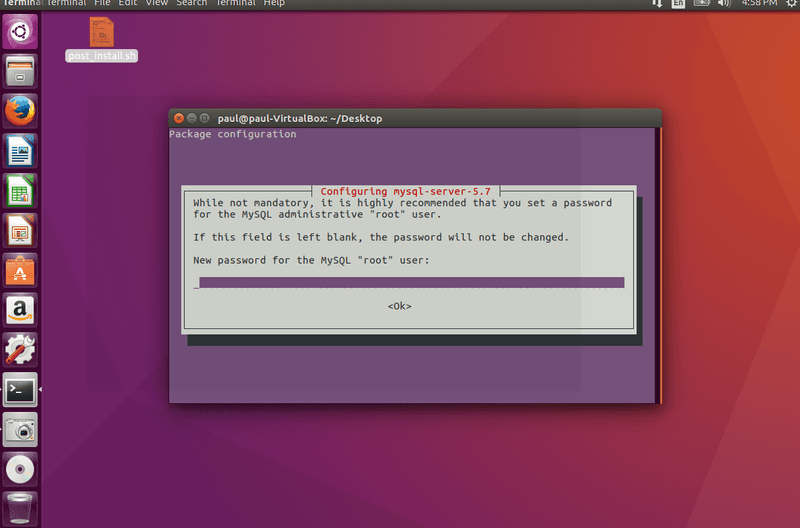 Terminal Terminal File Edit View Search Terminal Help En 4:58 PM
post_install.sh
paul@paul-VirtualBox: ~/Desktop
Package configuration
Configuring mysql-server-5.7
While not mandatory, it is highly recommended that you set a password
for the MySQL administrative "root" user.
If this field is left blank, the password will not be changed.
New password for the MySQL "root" user:
<Ok>